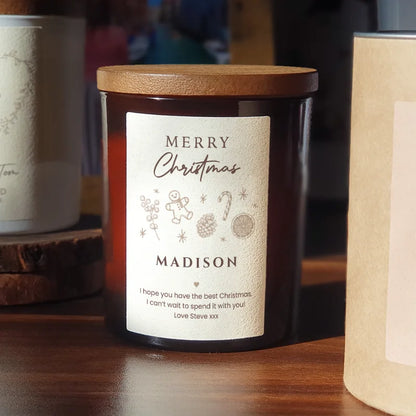 MERRY
Christmas
MADISON
I hope you have the best Christmas,
I can't wait to spend it with you!
Love Steve xxx